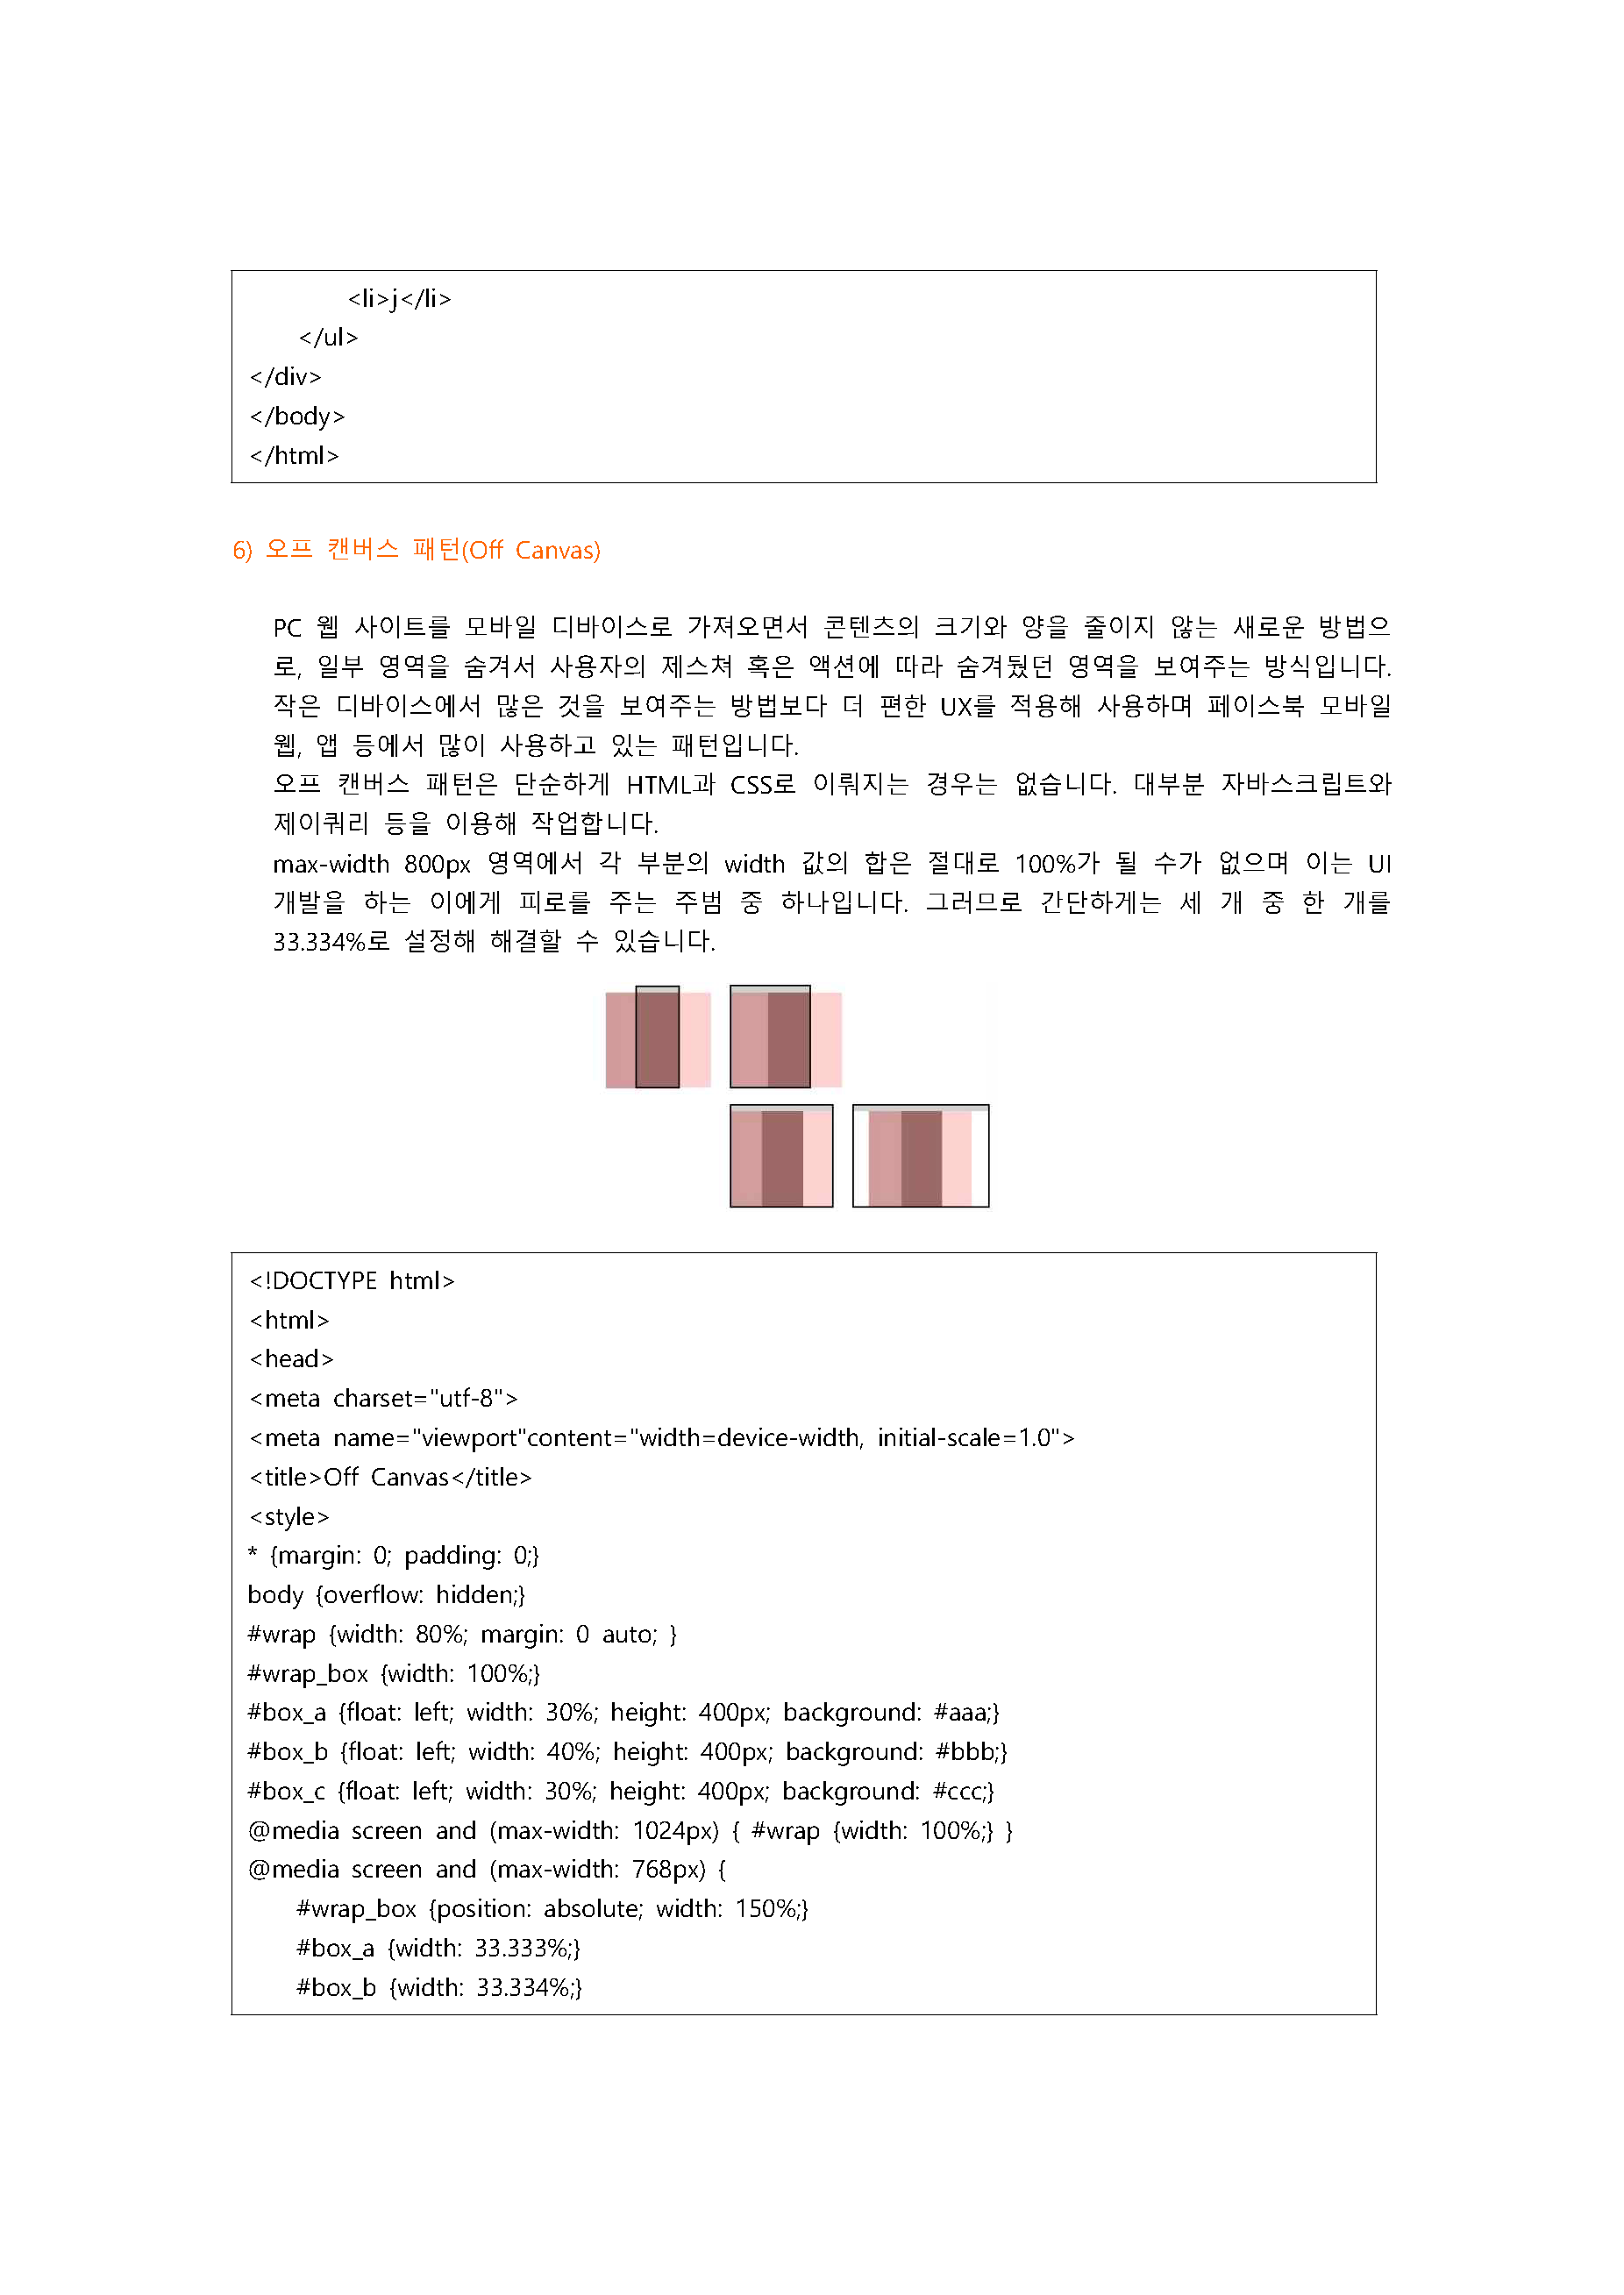 <li>j</li>
</ul>
</div>
</body>
</html>
6) 오프 캔버스 패턴(Off Canvas)
PC 웹 사이트를 모바일 디바이스로 가져오면서 콘텐츠의 크기와 양을 줄이지 않는 새로운 방법으
로, 일부 영역을 숨겨서 사용자의 제스쳐 혹은 액션에 따라 숨겨뒀던 영역을 보여주는 방식입니다.
작은 디바이스에서 많은 것을 보여주는 방법보다 더 편한 UX를 적용해 사용하며 페이스북 모바일
웹, 앱 등에서 많이 사용하고 있는 패턴입니다.
오프 캔버스 패턴은 단순하게 HTML과 CSS로 이뤄지는 경우는 없습니다. 대부분 자바스크립트와
제이쿼리 등을 이용해 작업합니다.
max-width 800px 영역에서 각 부분의 width 값의 합은 절대로 100%가 될 수가 없으며 이는 UI
개발을 하는 이에게 피로를 주는 주범 중 하나입니다. 그러므로 간단하게는 세 개 중 한 개를
33.334%로 설정해 해결할 수 있습니다.
<!DOCTYPE html>
<html>
<head>
<meta charset="utf-8">
<meta name="viewport"content="width=device-width, initial-scale=1.0">
<title>Off Canvas</title>
<style>
* {margin: 0; padding: 0;}
body {overflow: hidden;}
#wrap {width: 80%; margin: 0 auto; }
#wrap_box {width: 100%;}
#box_a {float: left; width: 30%; height: 400px; background: #aaa;}
#box_b {float: left; width: 40%; height: 400px; background: #bbb;}
#box_c {float: left; width: 30%; height: 400px; background: #ccc;}
@media screen and (max-width: 1024px) { #wrap {width: 100%;} }
@media screen and (max-width: 768px) {
#wrap_box {position: absolute; width: 150%;}
#box_a {width: 33.333%;}
#box_b {width: 33.334%;}